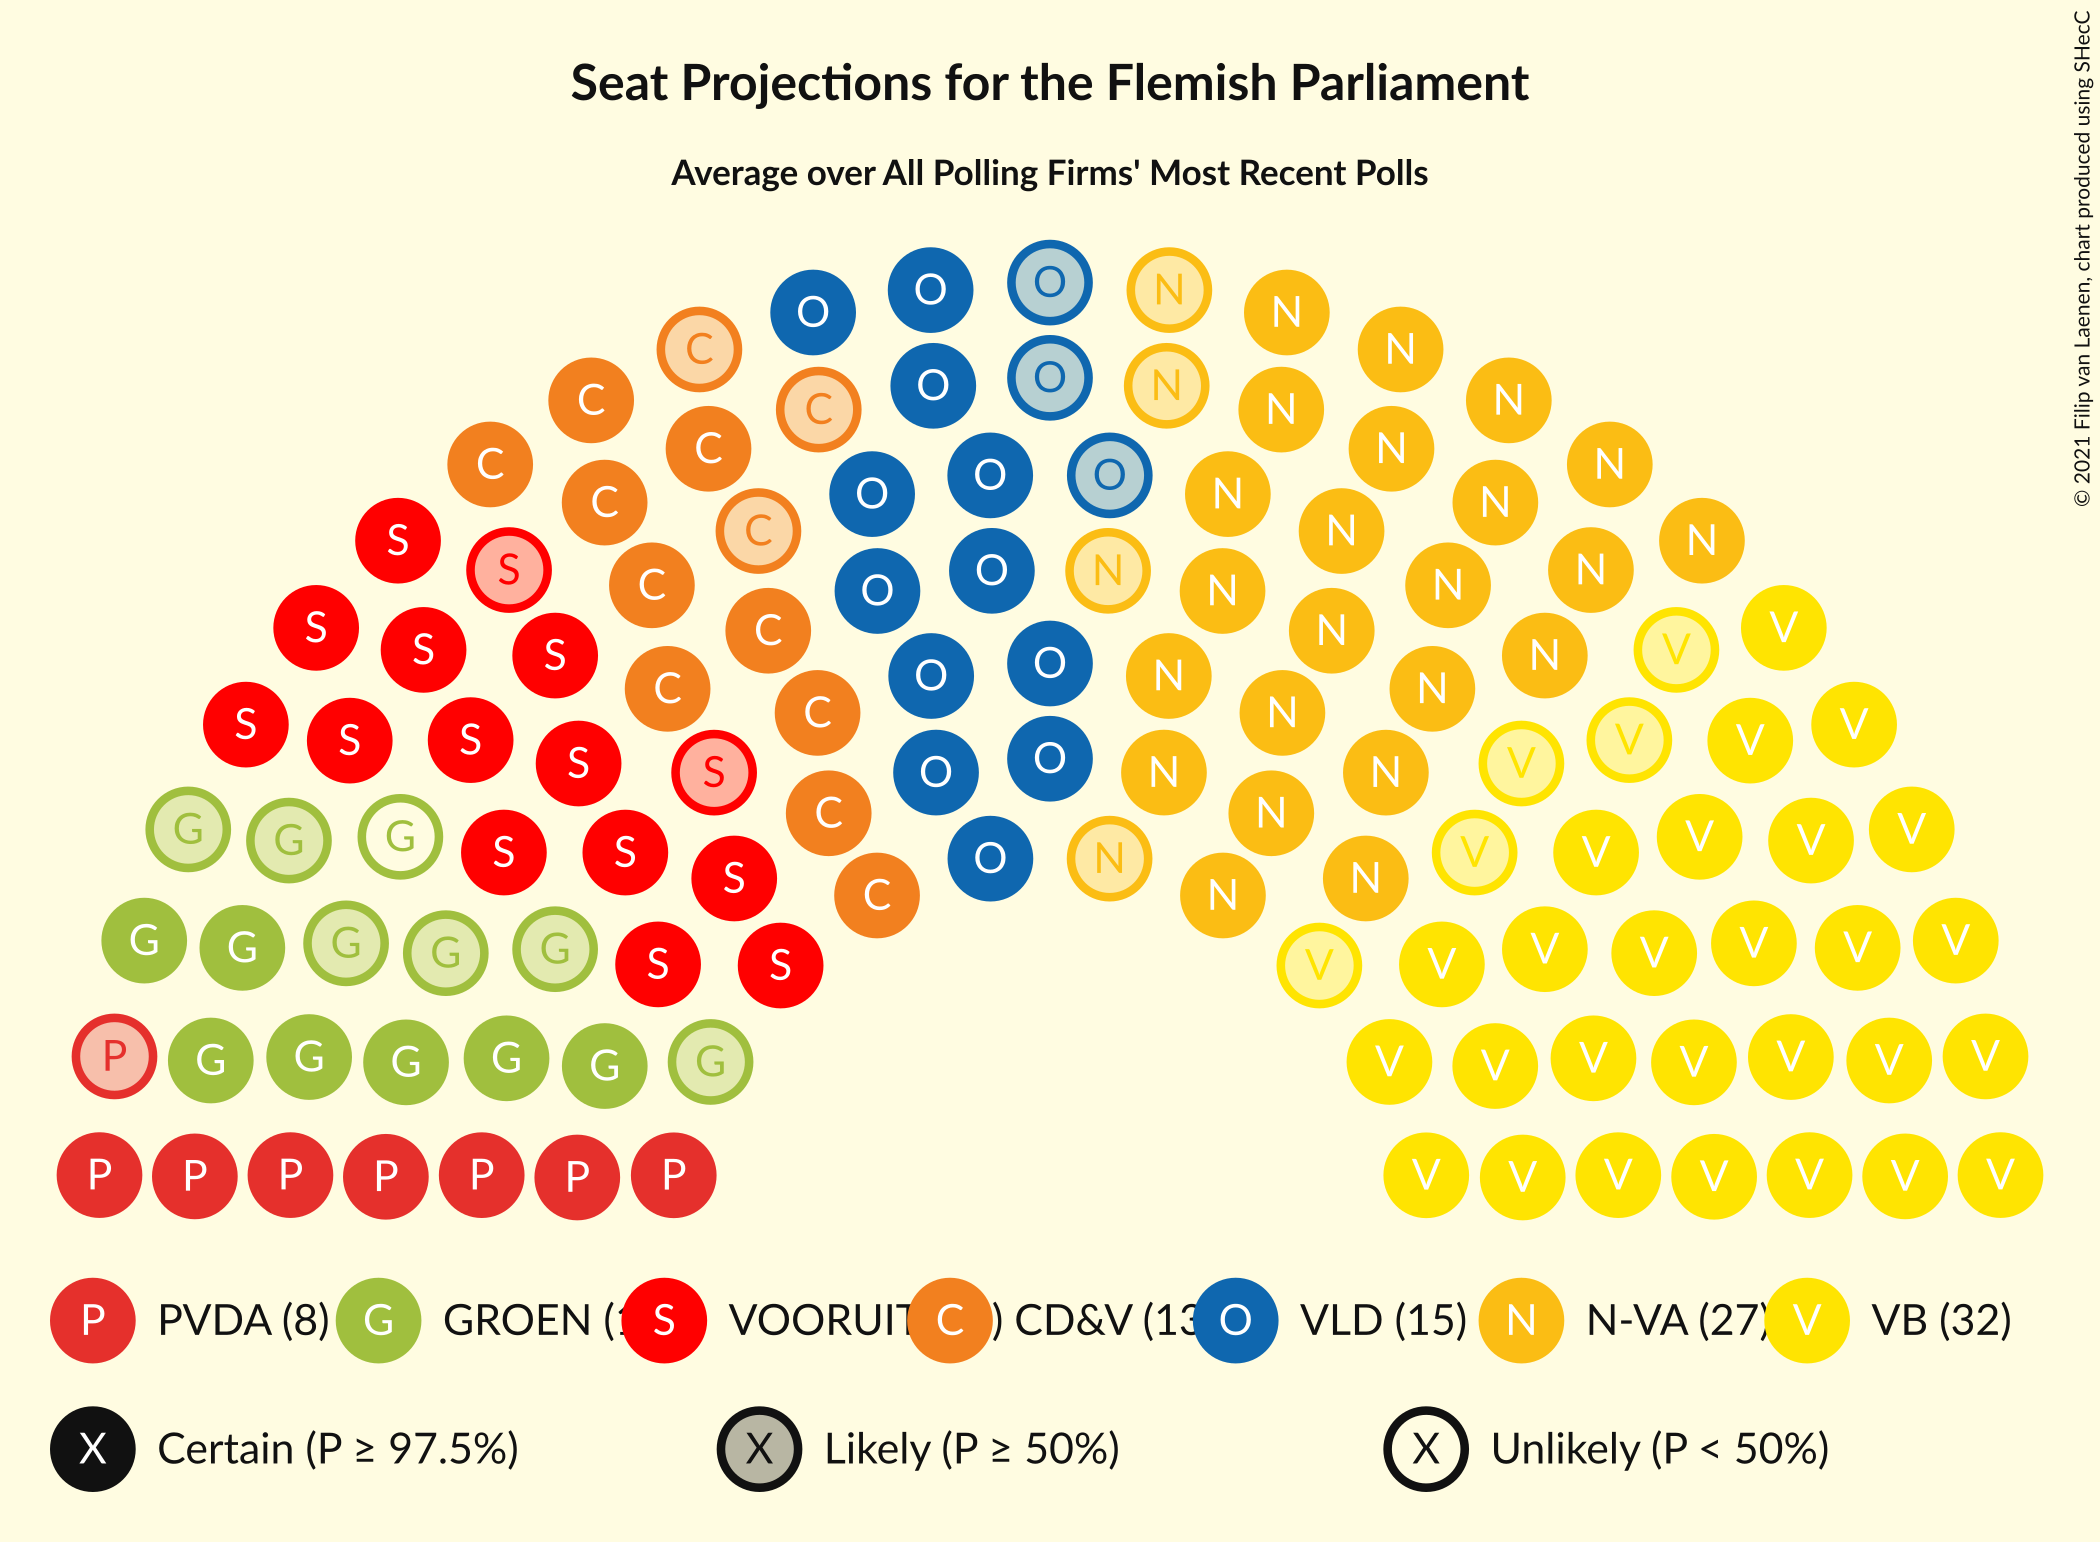 Seat Projections for the Flemish Parliament
Average over All Polling Firms' Most Recent Polls
© 2021 Filip van Laenen, chart produced using SHecC
O O O N N
C N
C C O O N N N
C C O O N N
C O N N
S C N N
S C O O N N N N
S S S C O N N V V
C O N N
S S S S S C O O N N N V V V V
G G G S S S C O N N N V V V V V
C N
G G G G G S S V V V V V V V
P G G G G G G V V V V V V V
P P P P P P P V V V V V V V
P PVDA (8) G GROEN ( S VOORUIT C ) CD&V (13 O VLD (15) N N-VA (27) V VB (32)
X Certain (P ≥ 97.5%) X Likely (P ≥ 50%) X Unlikely (P < 50%)